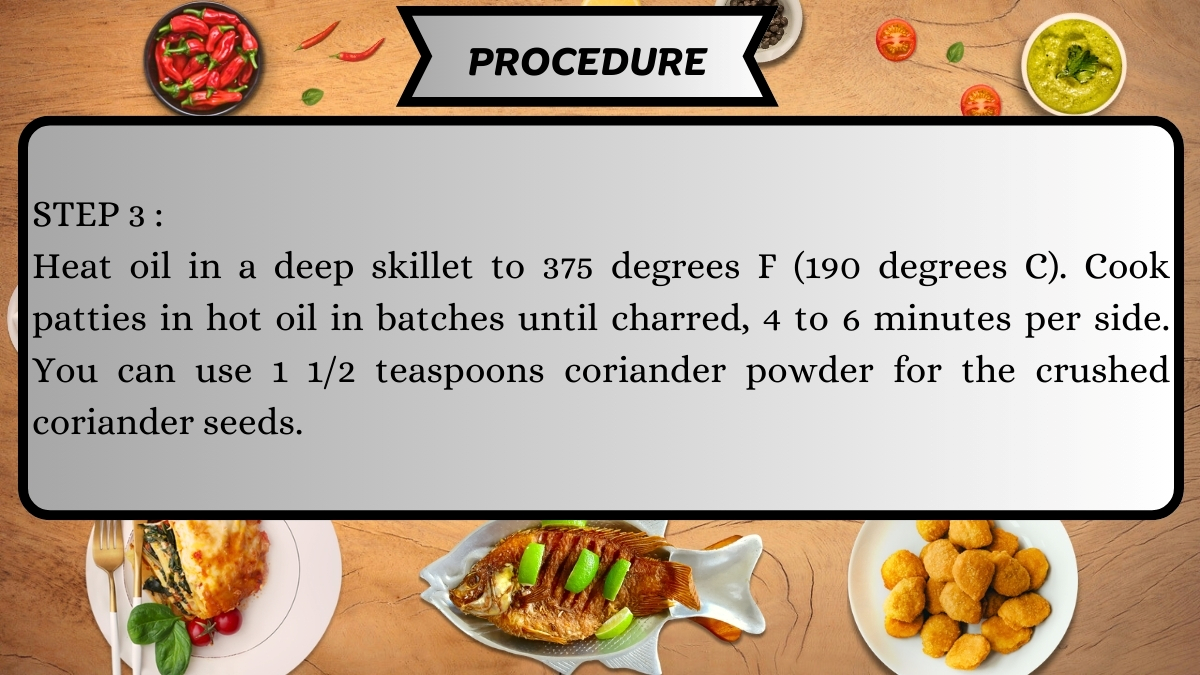 PROCEDURE
STEP 3 :
Heat oil in a deep skillet to 375 degrees F (190 degrees C). Cook
patties in hot oil in batches until charred, 4 to 6 minutes per side.
You can use 1 1/2 teaspoons coriander powder for the crushed
coriander seeds.